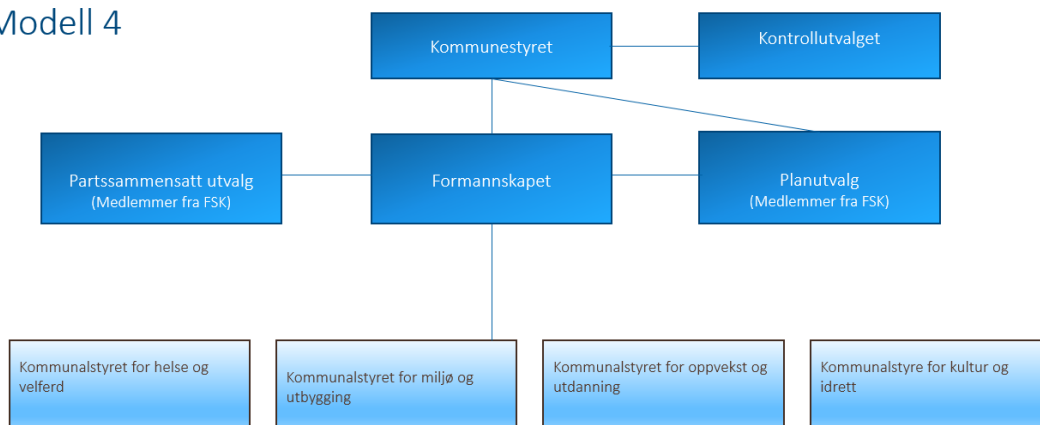 Modell 4
Kommunestyret
Kontrollutvalget
Partssammensatt utvalg
(Medlemmer fra FSK)
Formannskapet
Planutvalg
(Medlemmer fra FSK)
Kommunalstyret for helse og
velferd
Kommunalstyret for miljø og
utbygging
Kommunalstyret for oppvekst og
utdanning
Kommunalstyre for kultur og
idrett